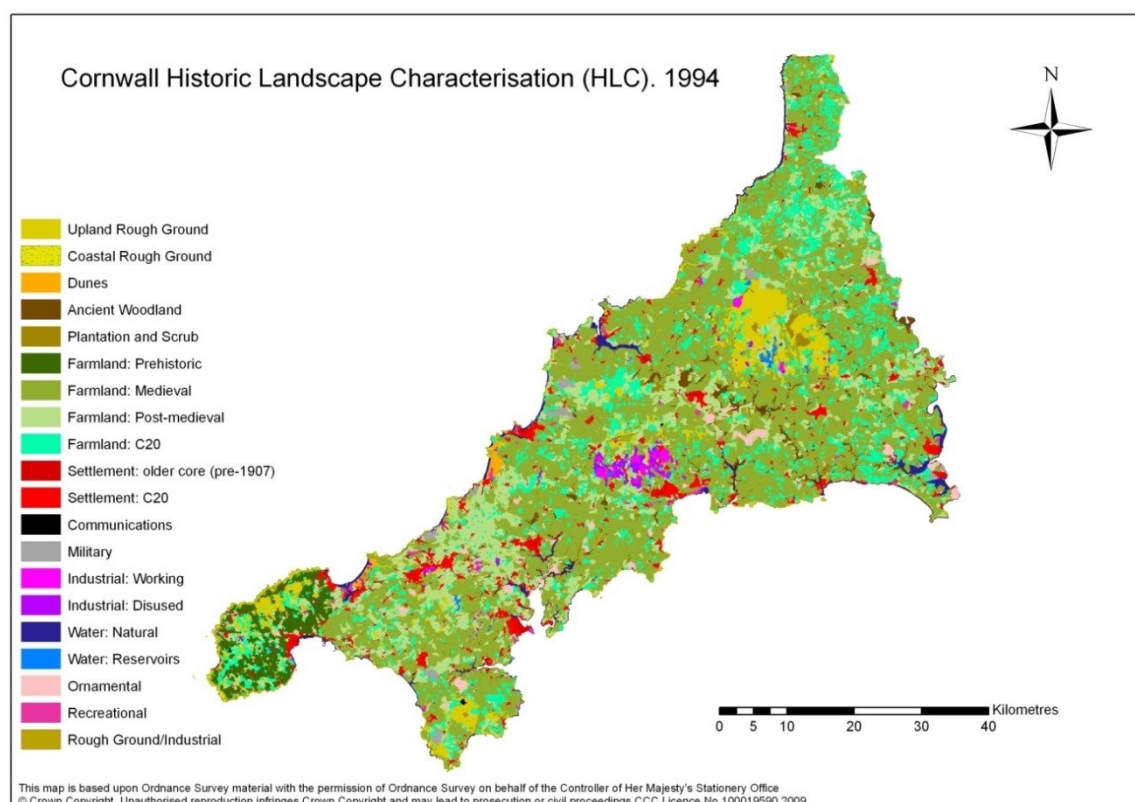 Cornwall Historic Landscape Characterisation (HLC). 1994
N
Upland Rough Ground
Coastal Rough Ground
Dunes
Ancient Woodland
Plantation and Scrub
Farmland: Prehistoric
Farmland: Medieval
Farmland: Post-medieval
Farmland: C20
Settlement: older core (pre-1907)
Settlement: C20
Communications
Military
Industrial: Working
Industrial: Disused
Water: Natural
Water: Reservoirs
Ornamental
Recreational
Rough Ground/Industrial
Kilometres
0 5 10 20 30 40
This map is based upon Ordnance Survey material with the permission of Ordnance Survey on behalf of the Controller of Her Majesty's Stationery Office
© Crown Copyright. Unauthorised reproduction infringes Crown Copyright and may lead to prosecution or civil proceedings CCC Licence No 100019590 2009